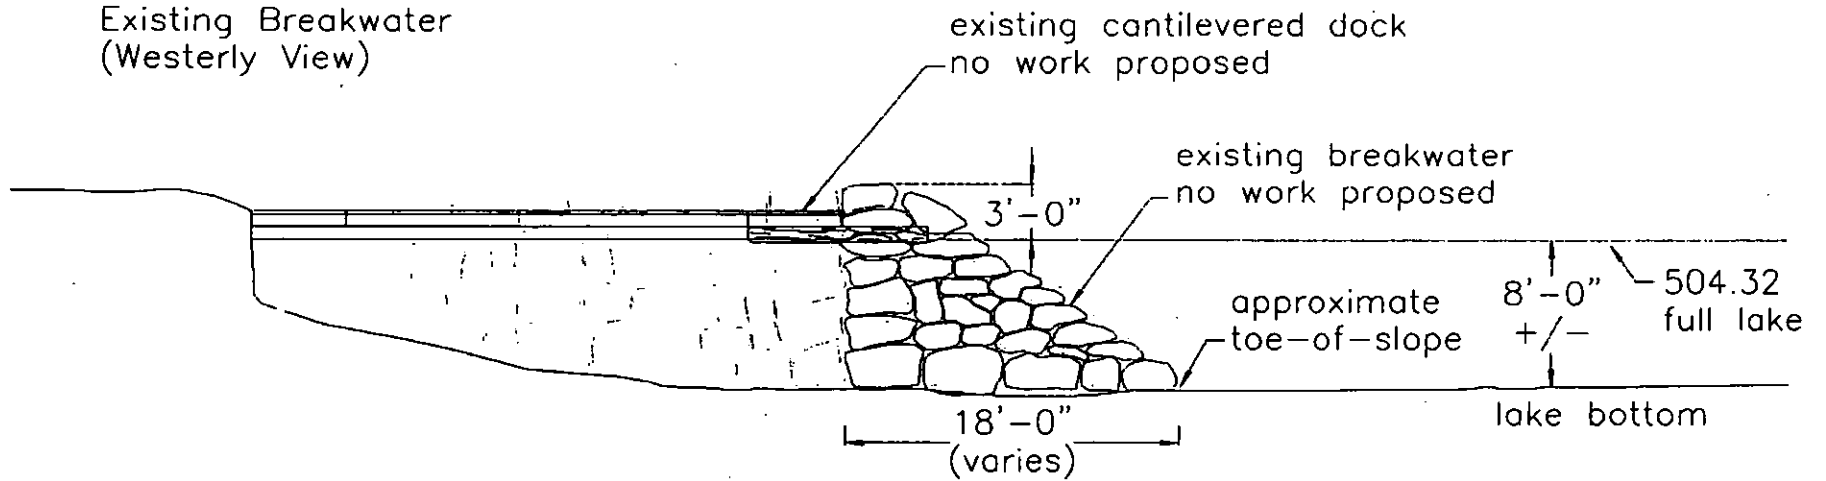 Existing Breakwater
(Westerly View)
existing cantilevered dock
no work proposed
existing breakwater
no work proposed
3'-0"
approximate
toe-of-slope
8'-0"
+/-
504.32
full lake
lake bottom
18'-0"
(varies)